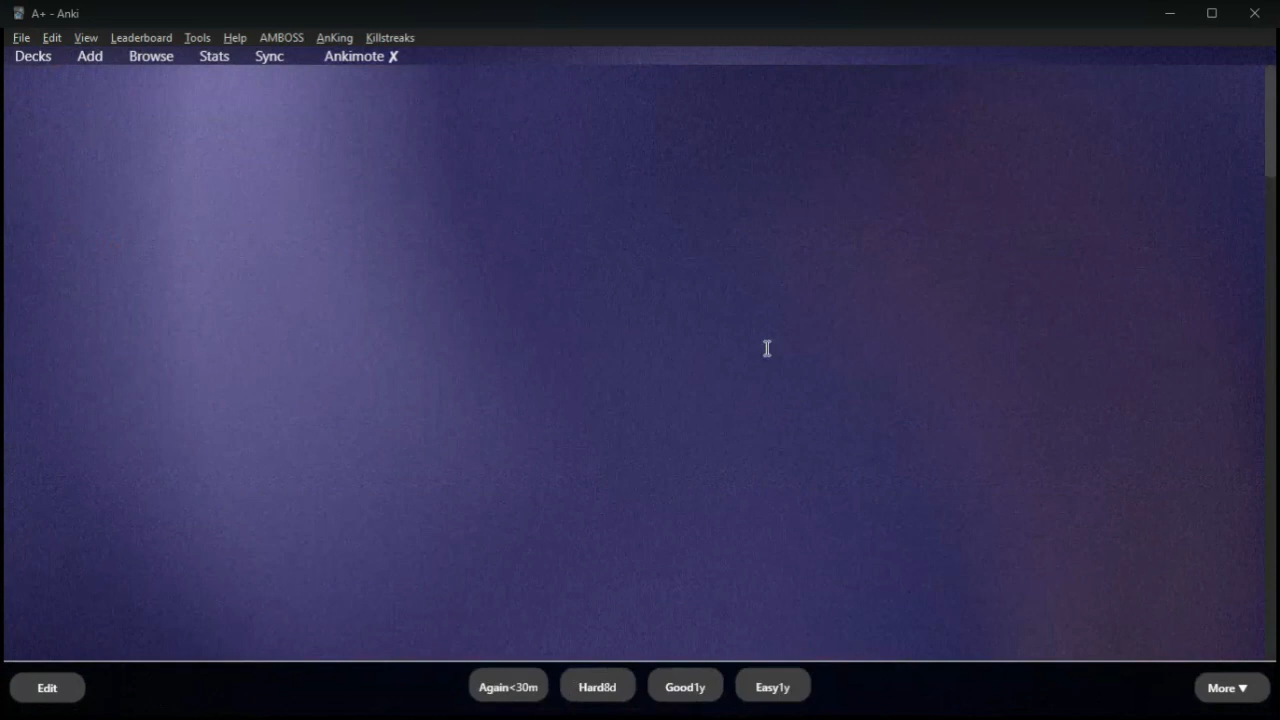 A+ - Anki
File Edit View Leaderboard Tools Help AMBOSS AnKing Killstreaks
Decks Add Browse Stats Sync Ankimote ✗
Edit Again<30m Hard8d Good1y Easy1y More ▼